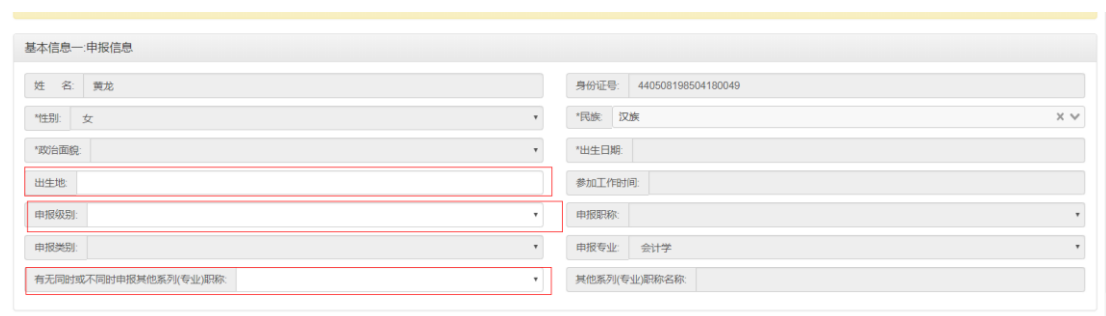 基本信息一:申报信息
姓 名: 黄龙 身份证号: 440508198504180049
*性别: 女 *民族: 汉族
*政治面貌: *出生日期:
出生地: 参加工作时间:
申报级别: 申报职称:
申报类别: 申报专业: 会计学
有无同时或不同时申报其他系列(专业)职称: 其他系列(专业)职称名称: